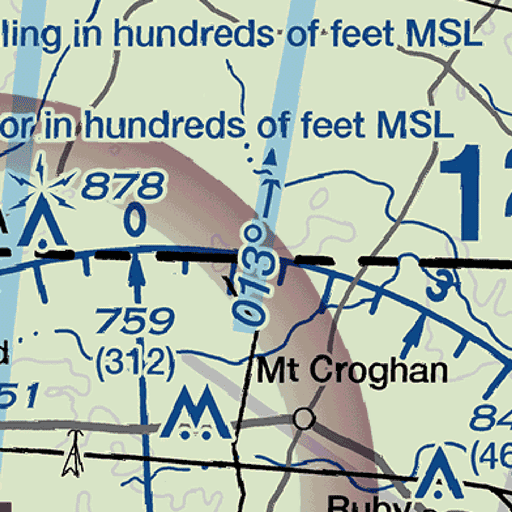 ling in hundreds of feet MSL
or in hundreds of feet MSL
878
12
0
013°
3
759
(312)
Mt Croghan
51
84
(46
Ruby